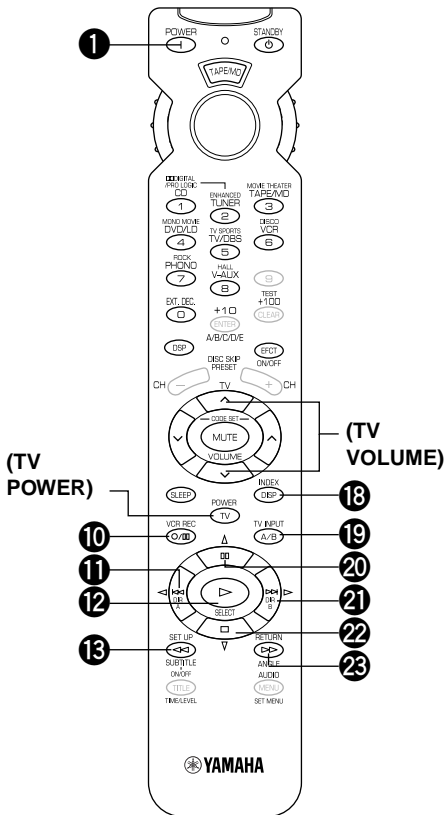 POWER
STANDBY
1
TAPE/MD
DIGITAL
/PRO LOGIC
CD
1
ENHANCED
TUNER
2
MOVIE THEATER
TAPE/MD
3
MONO MOVIE
DVD/LD
4
TV SPORTS
TV/DBS
5
DISCO
VCR
6
ROCK
PHONO
7
HALL
V-AUX
8
9
EXT. DEC.
0
+10
ENTER
A/B/C/D/E
TEST
+100
CLEAR
DSP
EFCT
ON/OFF
DISC SKIP
PRESET
CH − TV + CH
CODE SET
MUTE
VOLUME
(TV
VOLUME)
(TV
POWER)
SLEEP
POWER
TV
INDEX
DISP
18
10
VCR REC
TV INPUT
A/B
19
20
11
DIR
A
DIR
B
21
12
SELECT
22
13
SET UP
RETURN
23
SUBTITLE
ON/OFF
ANGLE
AUDIO
TITLE
MENU
TIME/LEVEL
SET MENU
YAMAHA